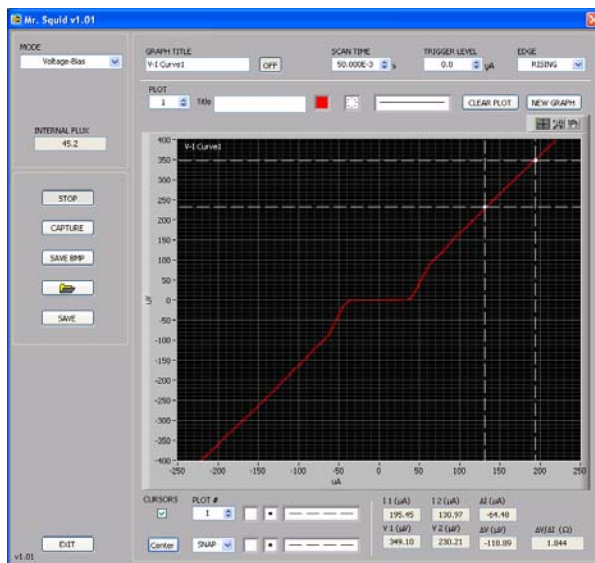 Mr. Squid v1.01
MODE
Voltage-Bias
INTERNAL FLUX
45.2
STOP
CAPTURE
SAVE BMP
SAVE
EXIT
v1.01
GRAPH TITLE
V-I Curve1
OFF
SCAN TIME
50.000E-3 s
TRIGGER LEVEL
0.0 uA
EDGE
RISING
PLOT
1
Title
CLEAR PLOT
NEW GRAPH
V-I Curve1
400
350
300
250
200
150
100
50
0
-50
-100
-150
-200
-250
-300
-350
-400
uV
-250 -200 -150 -100 -50 0 50 100 150 200 250
uA
CURSORS
PLOT #
1
Center
SNAP
I 1 (µA) I 2 (µA) ΔI (µA)
195.45 130.97 -64.48
V 1 (µV) V 2 (µV) ΔV (µV) ΔV/ΔI (Ω)
349.10 230.21 -118.89 1.844